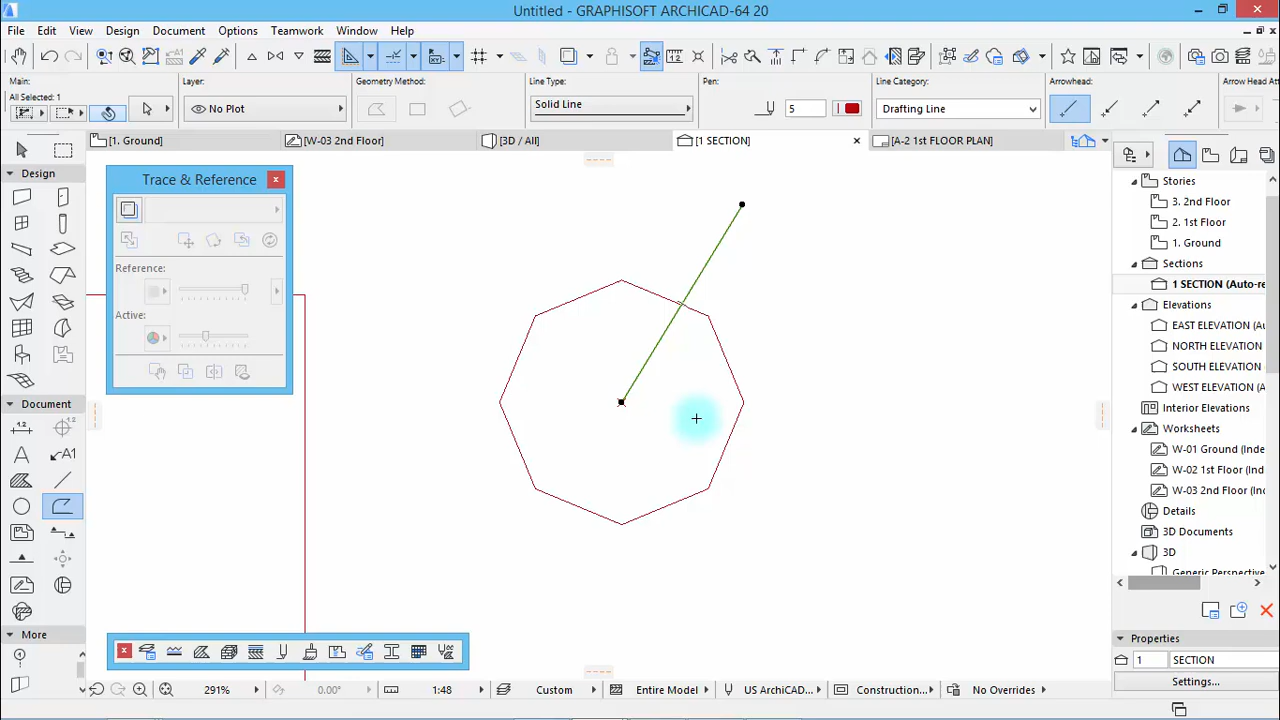 Untitled - GRAPHISOFT ARCHICAD-64 20
File Edit View Design Document Options Teamwork Window Help
Main: Layer: Geometry Method: Line Type: Pen: Line Category: Arrowhead: Arrow Head A
All Selected: 1
No Plot
Solid Line
5
Drafting Line
[1. Ground]
[W-03 2nd Floor]
[3D / All]
[1 SECTION]
[A-2 1st FLOOR PLAN]
Design
Document
More
Trace & Reference
Reference:
Active:
Stories
3. 2nd Floor
2. 1st Floor
1. Ground
Sections
1 SECTION (Auto-re
Elevations
EAST ELEVATION (
NORTH ELEVATION
SOUTH ELEVATION
WEST ELEVATION (A
Interior Elevations
Worksheets
W-01 Ground (Inde
W-02 1st Floor (Ind
W-03 2nd Floor (Ind
Details
3D Documents
3D
Generic Perspective
Properties
1 SECTION
Settings...
291% 0.00° 1:48 Custom Entire Model US ArchiCAD,... Construction... No Overrides